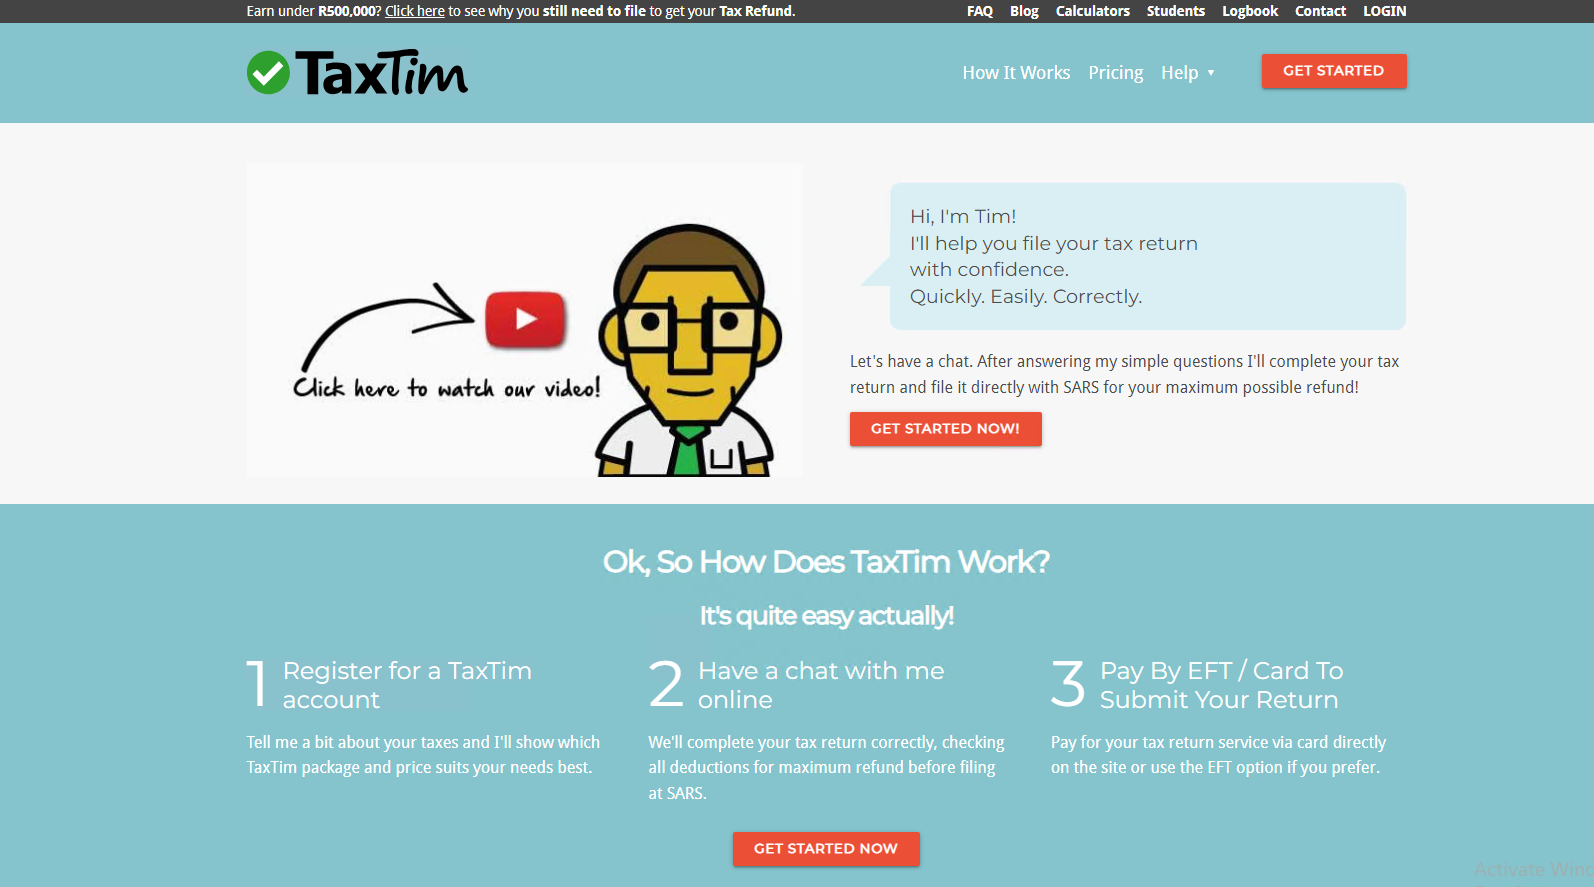 Earn under R500,000? Click here to see why you still need to file to get your Tax Refund.
FAQ Blog Calculators Students Logbook Contact LOGIN
TaxTim
How It Works Pricing Help
GET STARTED
Click here to watch our video!
Hi, I'm Tim!
I'll help you file your tax return
with confidence.
Quickly. Easily. Correctly.
Let's have a chat. After answering my simple questions I'll complete your tax
return and file it directly with SARS for your maximum possible refund!
GET STARTED NOW!
Ok, So How Does TaxTim Work?
It's quite easy actually!
1 Register for a TaxTim
account
Tell me a bit about your taxes and I'll show which
TaxTim package and price suits your needs best.
2 Have a chat with me
online
We'll complete your tax return correctly, checking
all deductions for maximum refund before filing
at SARS.
3 Pay By EFT / Card To
Submit Your Return
Pay for your tax return service via card directly
on the site or use the EFT option if you prefer.
GET STARTED NOW
Activate Wind